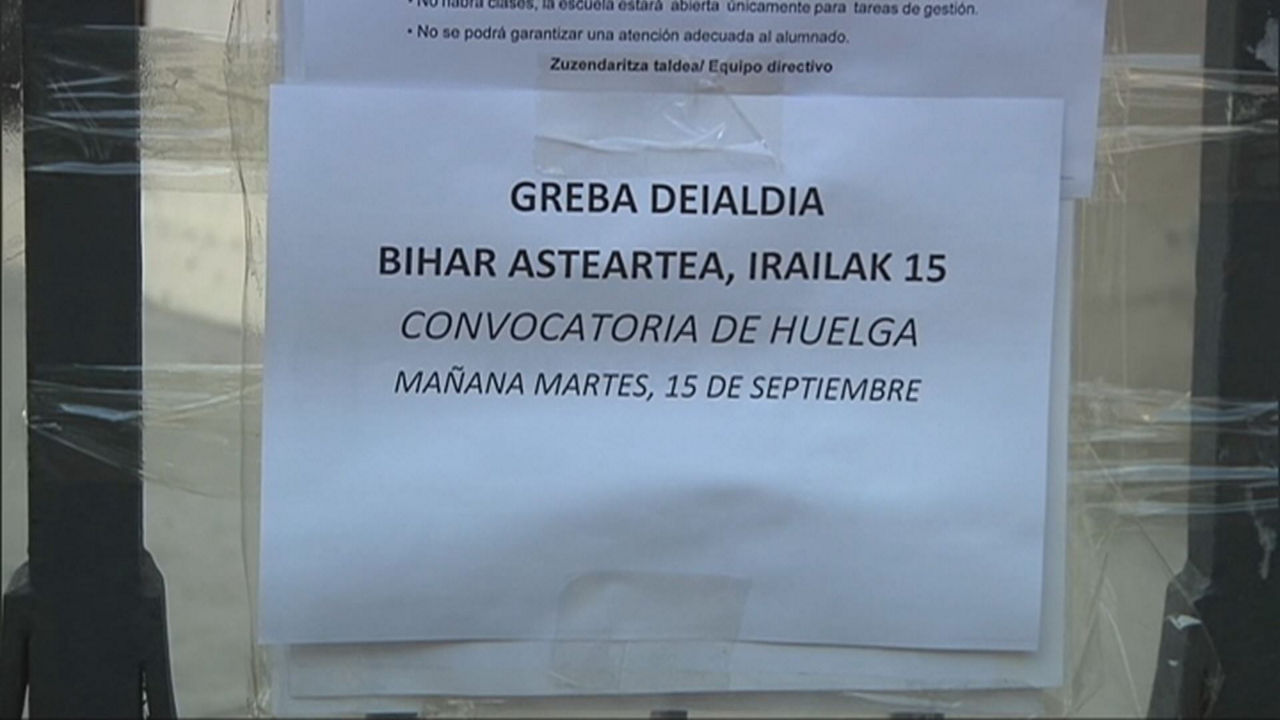 • No habrá clases, la escuela estará abierta únicamente para tareas de gestión.
• No se podrá garantizar una atención adecuada al alumnado.
Zuzendaritza taldea/ Equipo directivo
GREBA DEIALDIA
BIHAR ASTEARTEA, IRAILAK 15
CONVOCATORIA DE HUELGA
MAÑANA MARTES, 15 DE SEPTIEMBRE